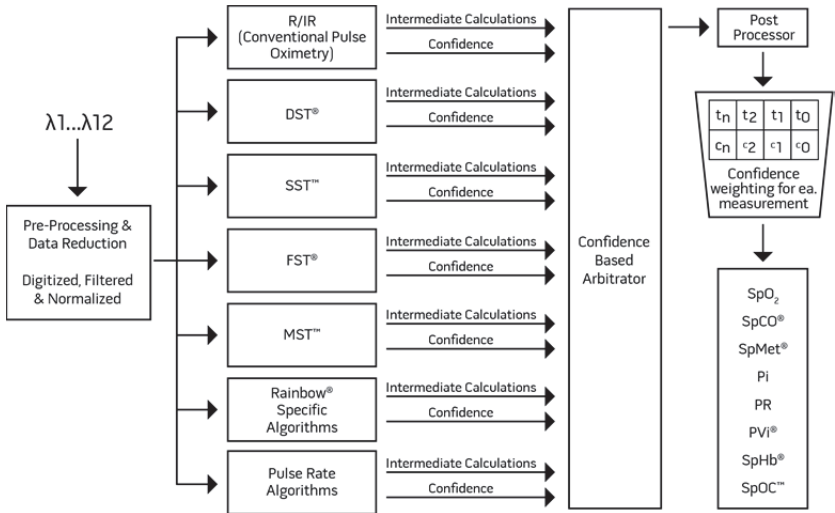 λ1...λ12
Pre-Processing &
Data Reduction
Digitized, Filtered
& Normalized
R/IR
(Conventional Pulse
Oximetry)
Intermediate Calculations
Confidence
DST®
Intermediate Calculations
Confidence
SST™
Intermediate Calculations
Confidence
FST®
Intermediate Calculations
Confidence
MST™
Intermediate Calculations
Confidence
Rainbow®
Specific
Algorithms
Intermediate Calculations
Confidence
Pulse Rate
Algorithms
Intermediate Calculations
Confidence
Confidence
Based
Arbitrator
Post
Processor
tn t2 t1 t0
cn c2 c1 c0
Confidence
weighting for ea.
measurement
SpO₂
SpCO®
SpMet®
Pi
PR
PVi®
SpHb®
SpOC™